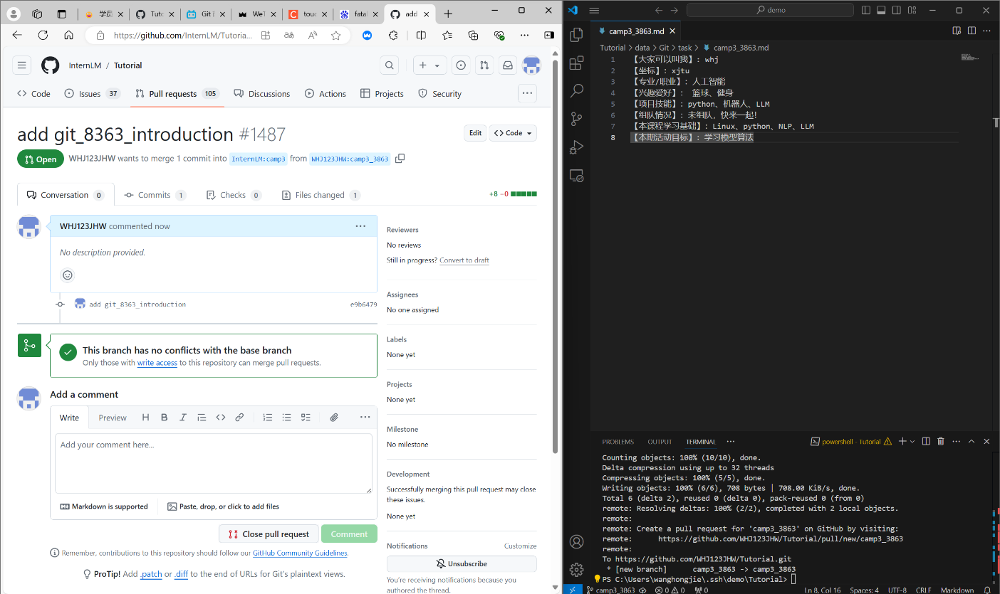 学员
Tuto
Git F
WeT
touc
fatal
add
https://github.com/InternLM/Tutoria...
InternLM / Tutorial
Code
Issues 37
Pull requests 105
Discussions
Actions
Projects
Security
add git_8363_introduction #1487
Edit
Code
Open
WHJ123JHW wants to merge 1 commit into InternLM:camp3 from WHJ123JHW:camp3_3863
Conversation 0
Commits 1
Checks 0
Files changed 1
+8 −0
WHJ123JHW commented now
No description provided.
add git_8363_introduction e9b6479
This branch has no conflicts with the base branch
Only those with write access to this repository can merge pull requests.
Add a comment
Write
Preview
Add your comment here...
Markdown is supported
Paste, drop, or click to add files
Close pull request
Comment
Remember, contributions to this repository should follow our GitHub Community Guidelines.
ProTip! Add .patch or .diff to the end of URLs for Git's plaintext views.
Reviewers
No reviews
Still in progress? Convert to draft
Assignees
No one assigned
Labels
None yet
Projects
None yet
Milestone
No milestone
Development
Successfully merging this pull request may close
these issues.
None yet
Notifications Customize
Unsubscribe
You're receiving notifications because you
authored the thread.
demo
camp3_3863.md
Tutorial > data > Git > task > camp3_3863.md
1 【大家可以叫我】: whj
2 【坐标】: xjtu
3 【专业/职业】: 人工智能
4 【兴趣爱好】: 篮球、健身
5 【项目技能】: python、机器人、LLM
6 【组队情况】: 未组队，快来一起!
7 【本课程学习基础】: Linux、python、NLP、LLM
8 【本期活动目标】: 学习模型算法
PROBLEMS OUTPUT TERMINAL
powershell - Tutorial
Counting objects: 100% (10/10), done.
Delta compression using up to 32 threads
Compressing objects: 100% (5/5), done.
Writing objects: 100% (6/6), 708 bytes | 708.00 KiB/s, done.
Total 6 (delta 2), reused 0 (delta 0), pack-reused 0 (from 0)
remote: Resolving deltas: 100% (2/2), completed with 2 local objects.
remote:
remote: Create a pull request for 'camp3_3863' on GitHub by visiting:
remote: https://github.com/WHJ123JHW/Tutorial/pull/new/camp3_3863
remote:
To https://github.com/WHJ123JHW/Tutorial.git
* [new branch] camp3_3863 -> camp3_3863
PS C:\Users\wanghongjie\.ssh\demo\Tutorial>
camp3_3863 0 0 0 Ln 8, Col 16 Spaces: 4 UTF-8 CRLF Markdown